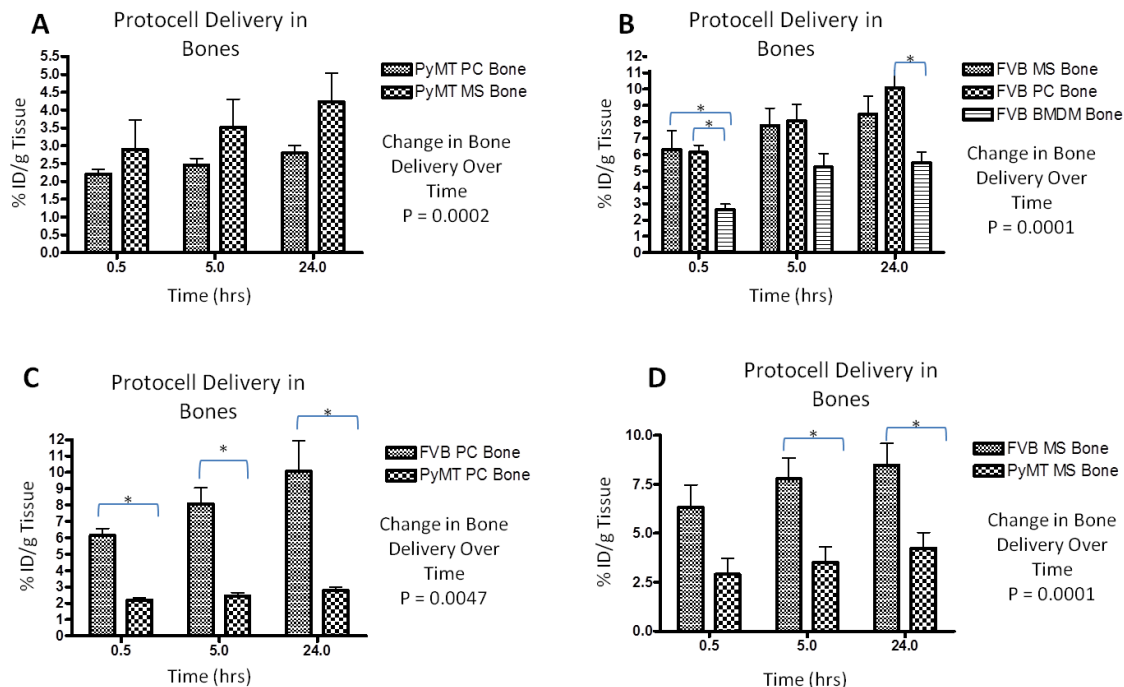 A
Protocell Delivery in
Bones
% ID/g Tissue
5.5
5.0
4.5
4.0
3.5
3.0
2.5
2.0
1.5
1.0
0.5
0.0
0.5
5.0
24.0
Time (hrs)
PyMT PC Bone
PyMT MS Bone
Change in Bone
Delivery Over
Time
P = 0.0002
B
Protocell Delivery in
Bones
% ID/g Tissue
12
11
10
9
8
7
6
5
4
3
2
1
0
*
*
*
0.5
5.0
24.0
Time (hrs)
FVB MS Bone
FVB PC Bone
FVB BMDM Bone
Change in Bone
Delivery Over
Time
P = 0.0001
C
Protocell Delivery in
Bones
% ID/g Tissue
12
11
10
9
8
7
6
5
4
3
2
1
0
*
*
*
0.5
5.0
24.0
Time (hrs)
FVB PC Bone
PyMT PC Bone
Change in Bone
Delivery Over
Time
P = 0.0047
D
Protocell Delivery in
Bones
% ID/g Tissue
10.0
7.5
5.0
2.5
0.0
*
*
0.5
5.0
24.0
Time (hrs)
FVB MS Bone
PyMT MS Bone
Change in Bone
Delivery Over
Time
P = 0.0001